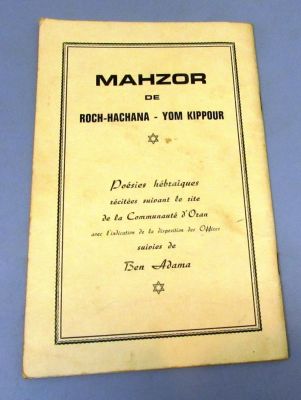 MAHZOR
DE
ROCH-HACHANA - YOM KIPPOUR
Poésies hébraïques
récitées suivant le rite
de la Communauté d'Oran
avec l'indication de la disposition des Offices
suivies de
Ben Adama